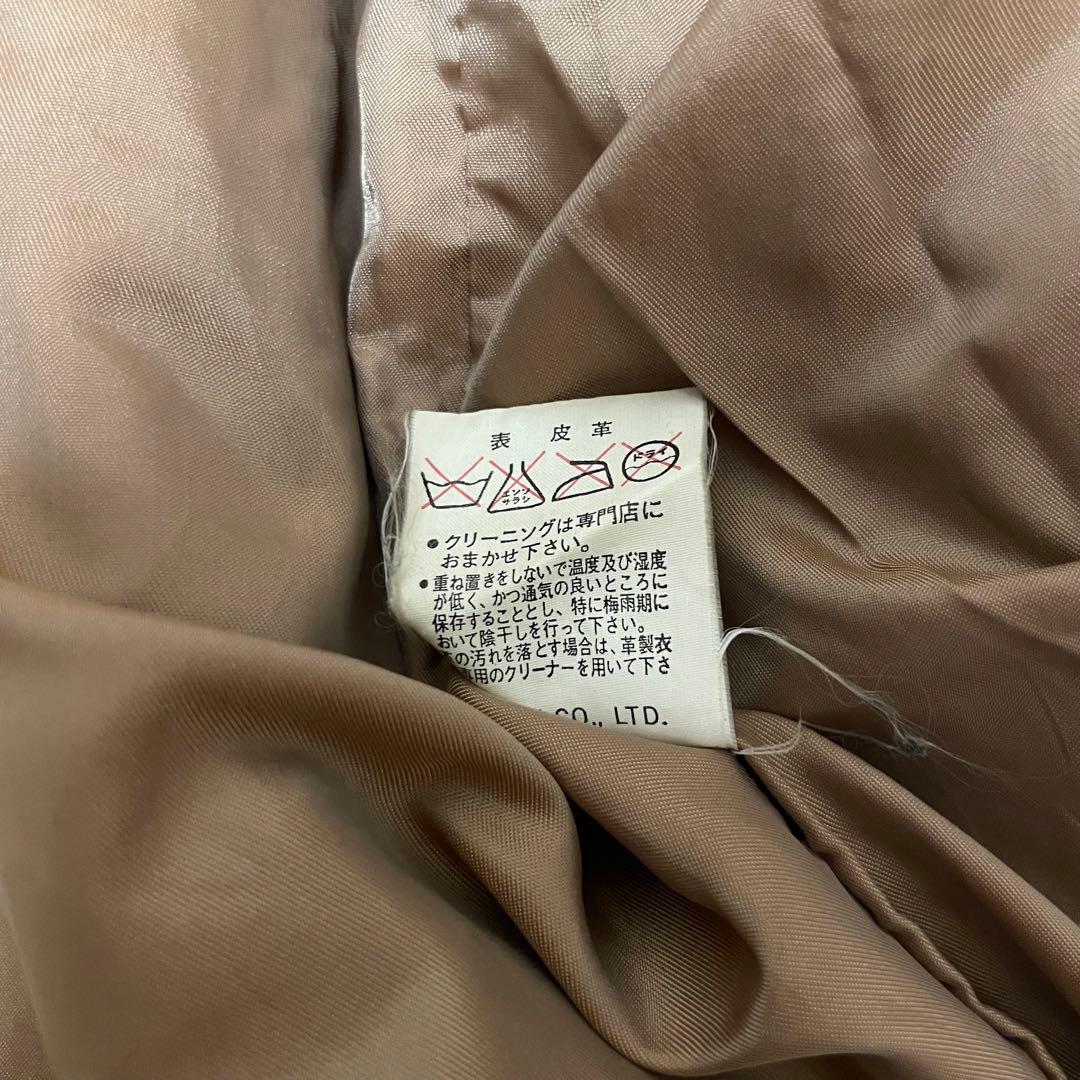 表 皮革
エンソ サラシ
ドライ
●クリーニングは専門店に
おまかせ下さい。
●重ね置きをしないで温度及び湿度
が低く、かつ通気の良いところに
保存することとし、特に梅雨期に
おいて陰干しを行って下さい。
の汚れを落とす場合は、革製衣
用のクリーナーを用いて下さ
CO., LTD.